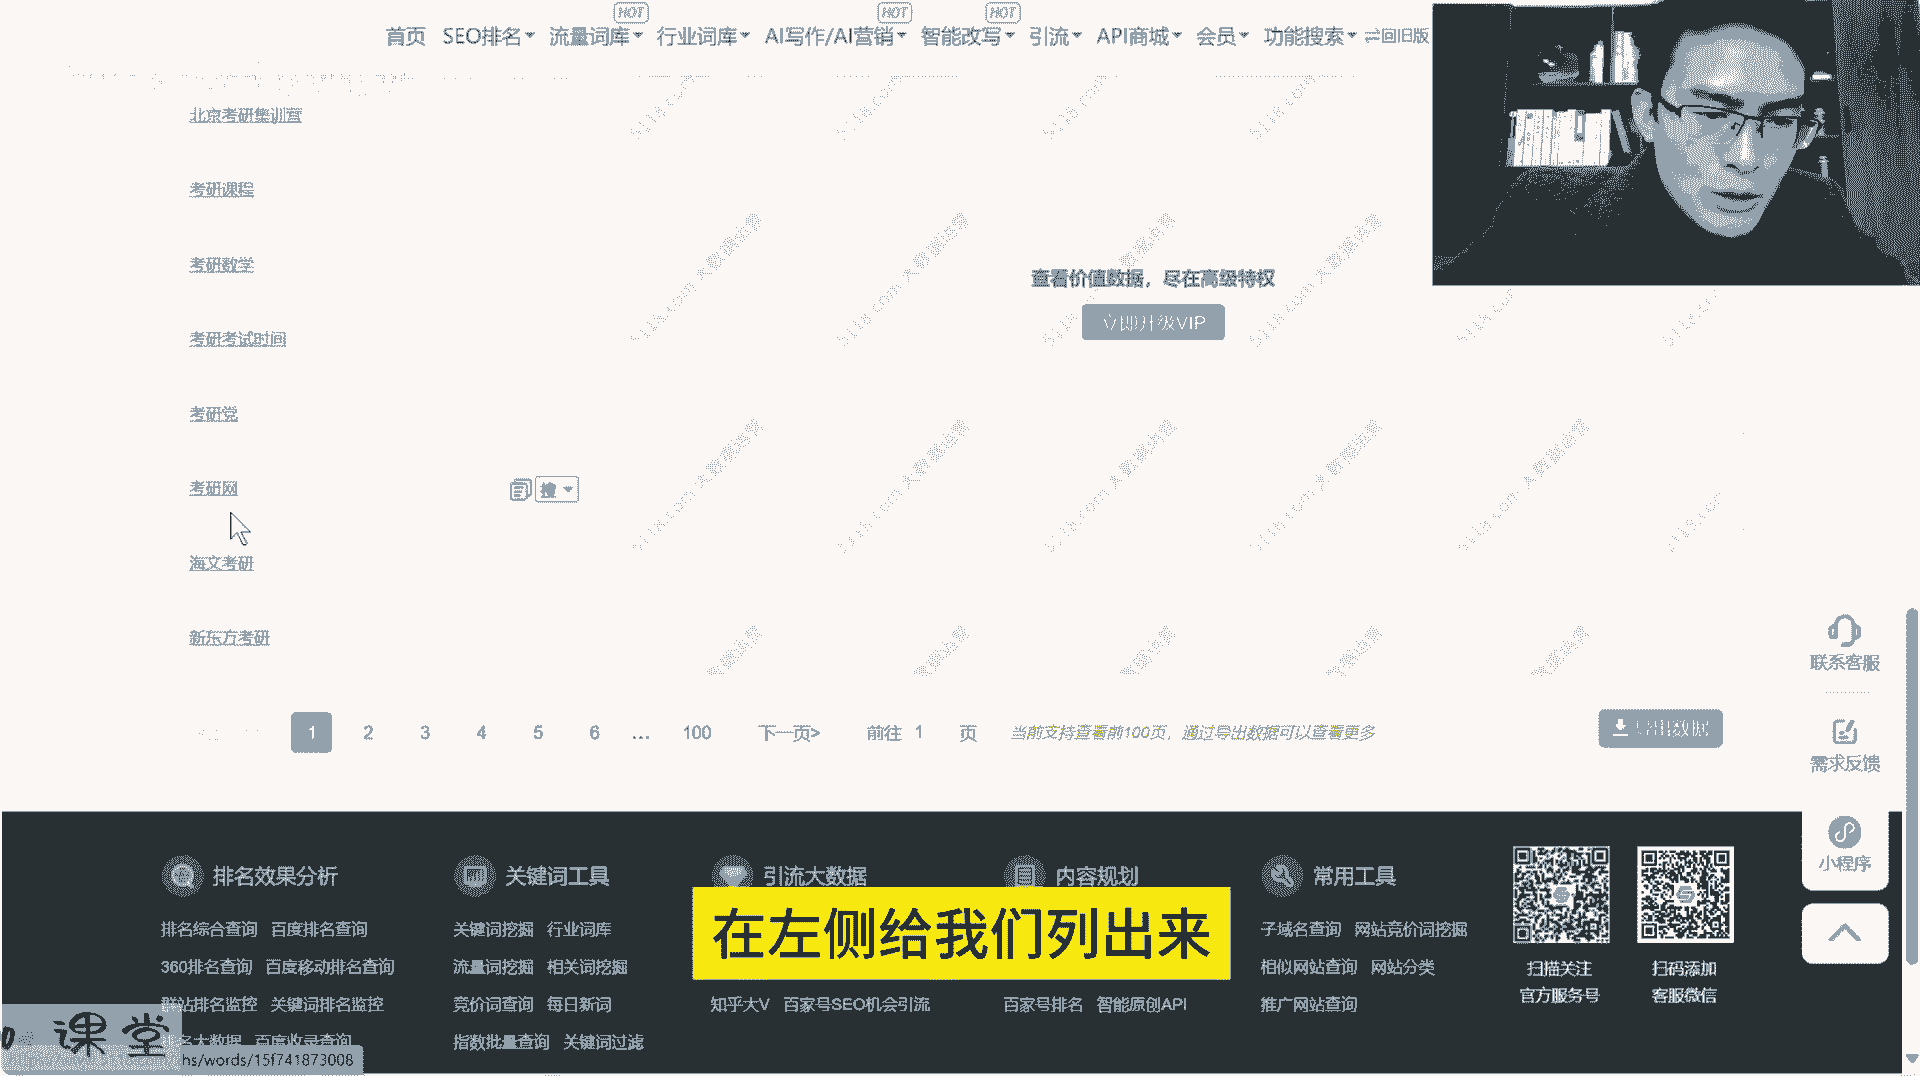 HOT HOT HOT
首页 SEO排名 流量词库 行业词库 AI写作/AI营销 智能改写 引流 API商城 会员 功能搜索 回旧版
北京考研集训营
考研课程
考研数学
查看价值数据，尽在高级特权
立即升级VIP
考研考试时间
考研党
考研网
搜
海文考研
新东方考研
1 2 3 4 5 6 ... 100 下一页> 前往 1 页 当前支持查看前100页，通过导出数据可以查看更多 导出数据
联系客服
需求反馈
小程序
排名效果分析 关键词工具 引流大数据 内容规划 常用工具
在左侧给我们列出来
排名综合查询 百度排名查询 关键词挖掘 行业词库 子域名查询 网站竞价词挖掘
360排名查询 百度移动排名查询 流量词挖掘 相关词挖掘 相似网站查询 网站分类
群站排名监控 关键词排名监控 竞价词查询 每日新词 知乎大V 百家号SEO机会引流 百家号排名 智能原创API 推广网站查询
排名大数据 百度收录查询 指数批量查询 关键词过滤
扫描关注
官方服务号
扫码添加
客服微信
课堂
hs/words/15f741873008
5118.com 大数据运营